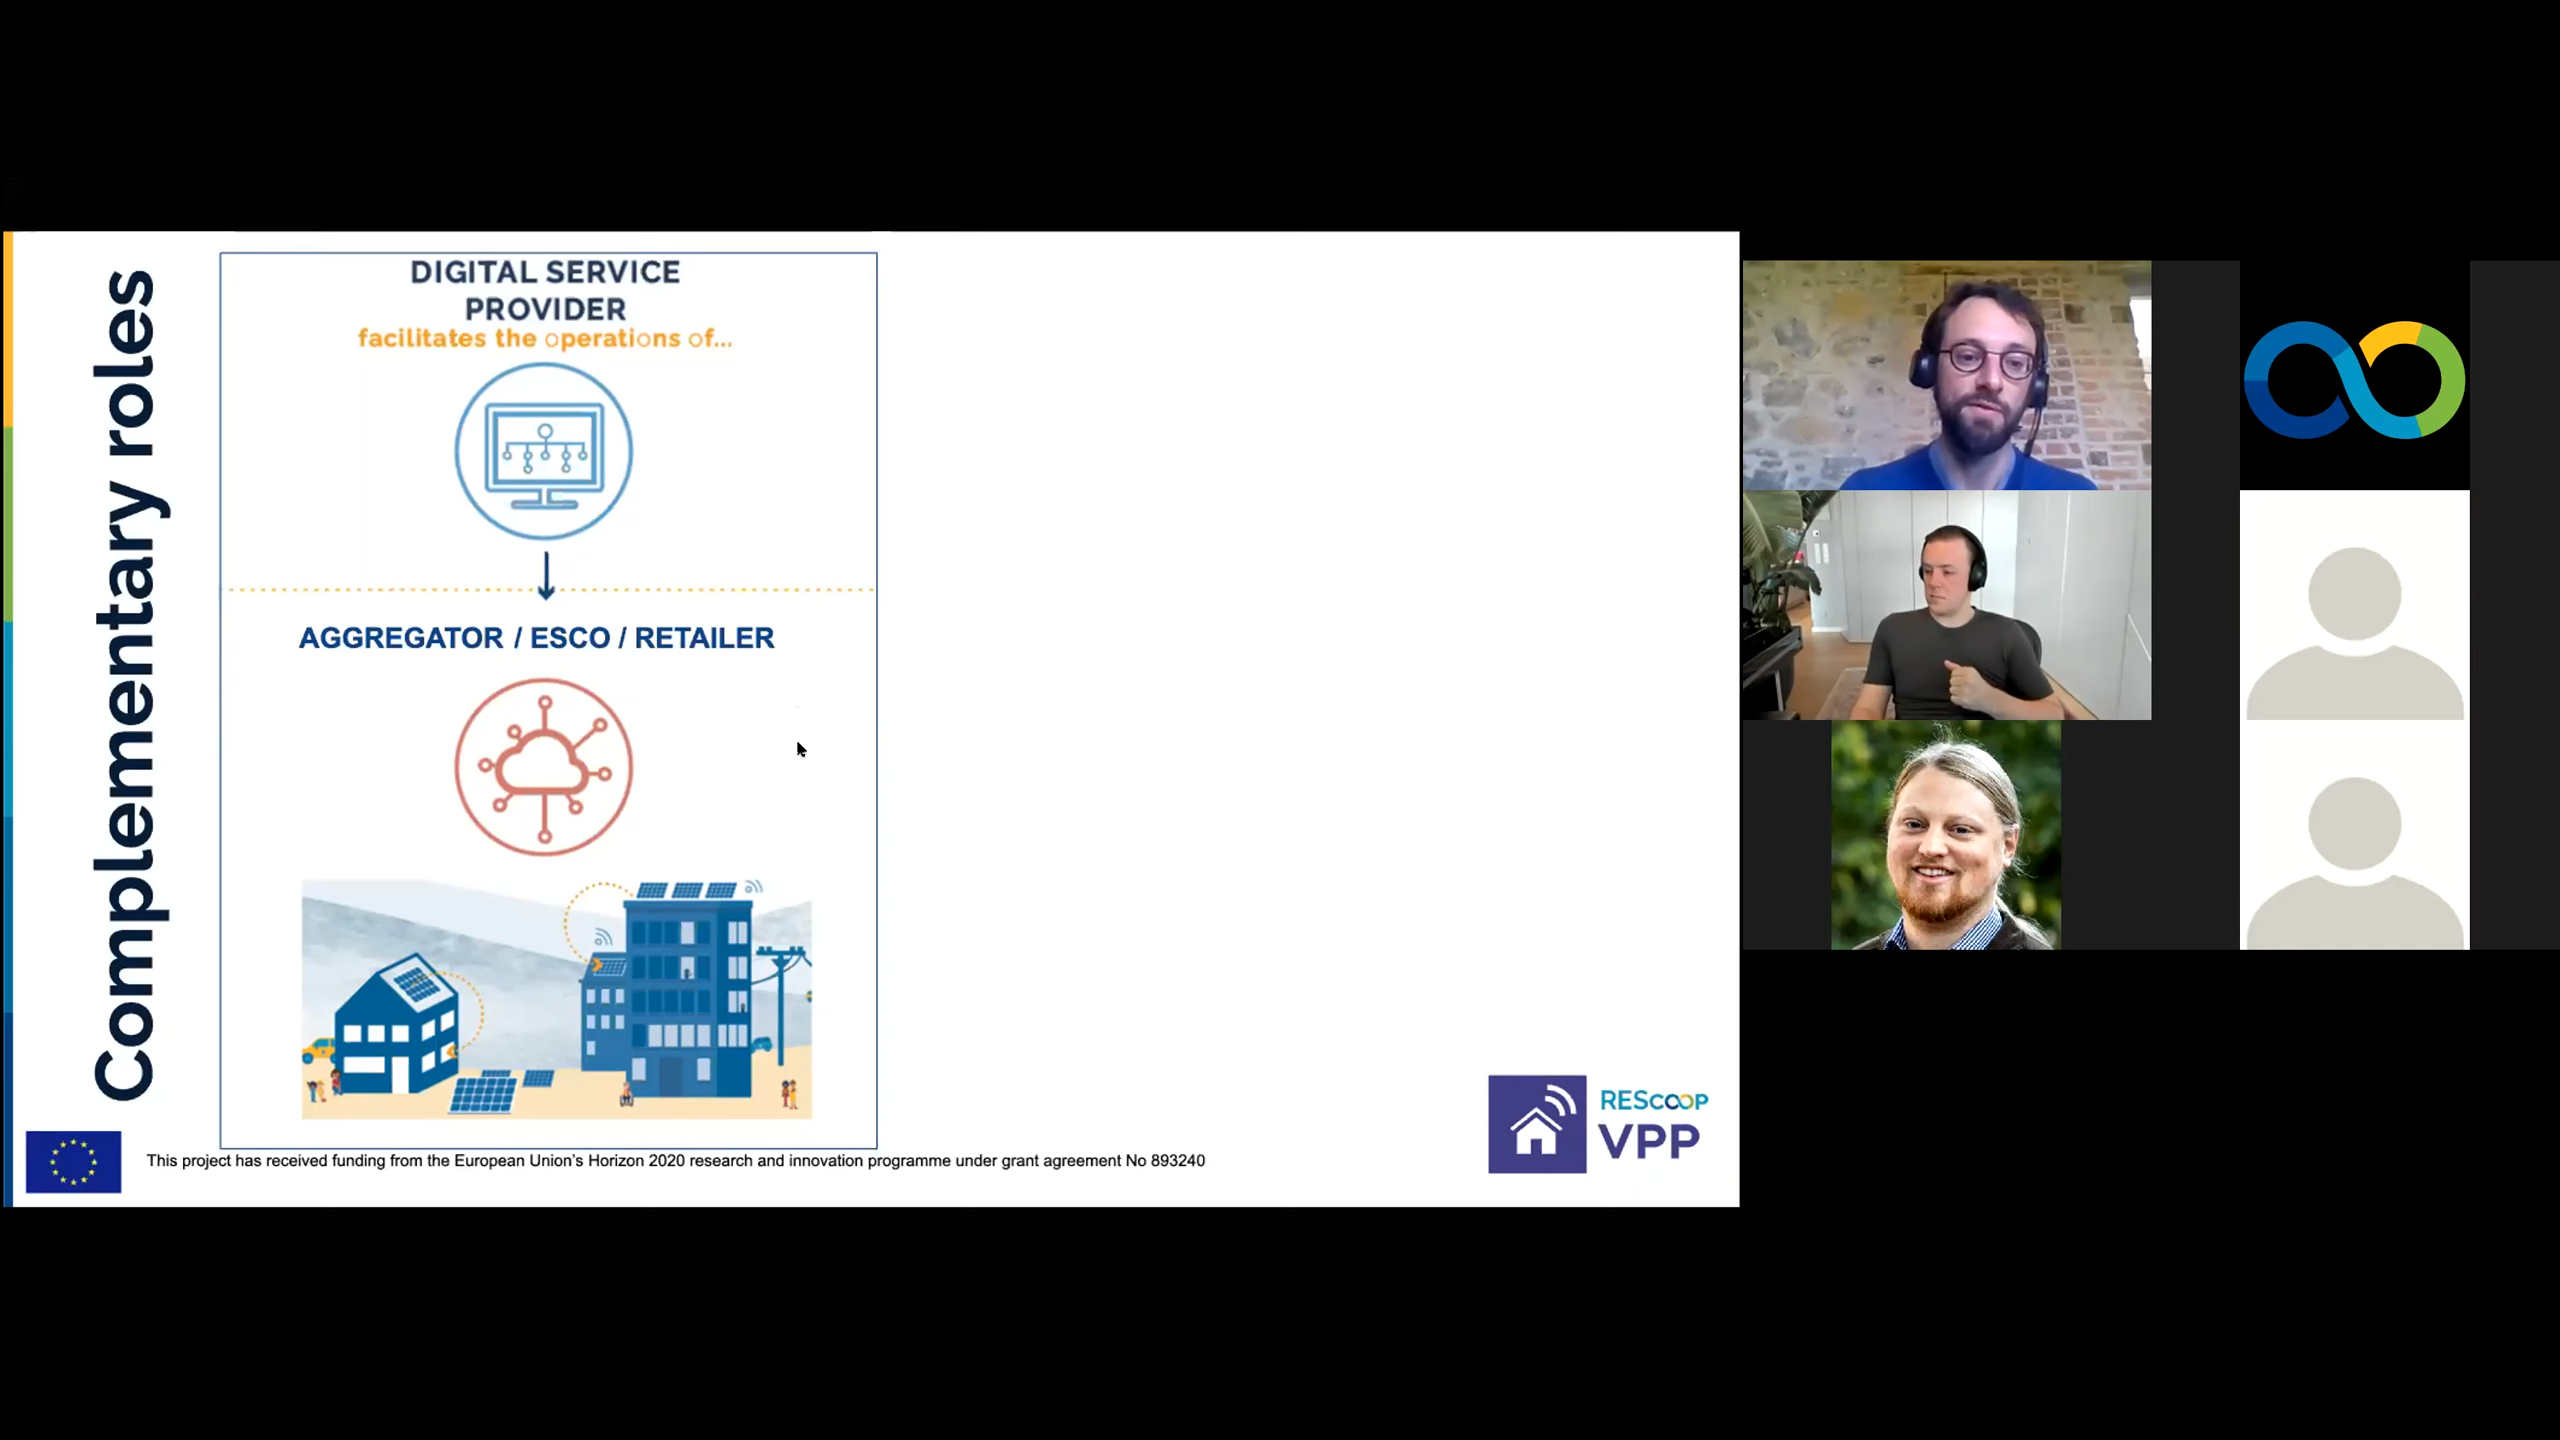 Complementary roles
DIGITAL SERVICE
PROVIDER
facilitates the operations of...
AGGREGATOR / ESCO / RETAILER
This project has received funding from the European Union's Horizon 2020 research and innovation programme under grant agreement No 893240
REScoop
VPP